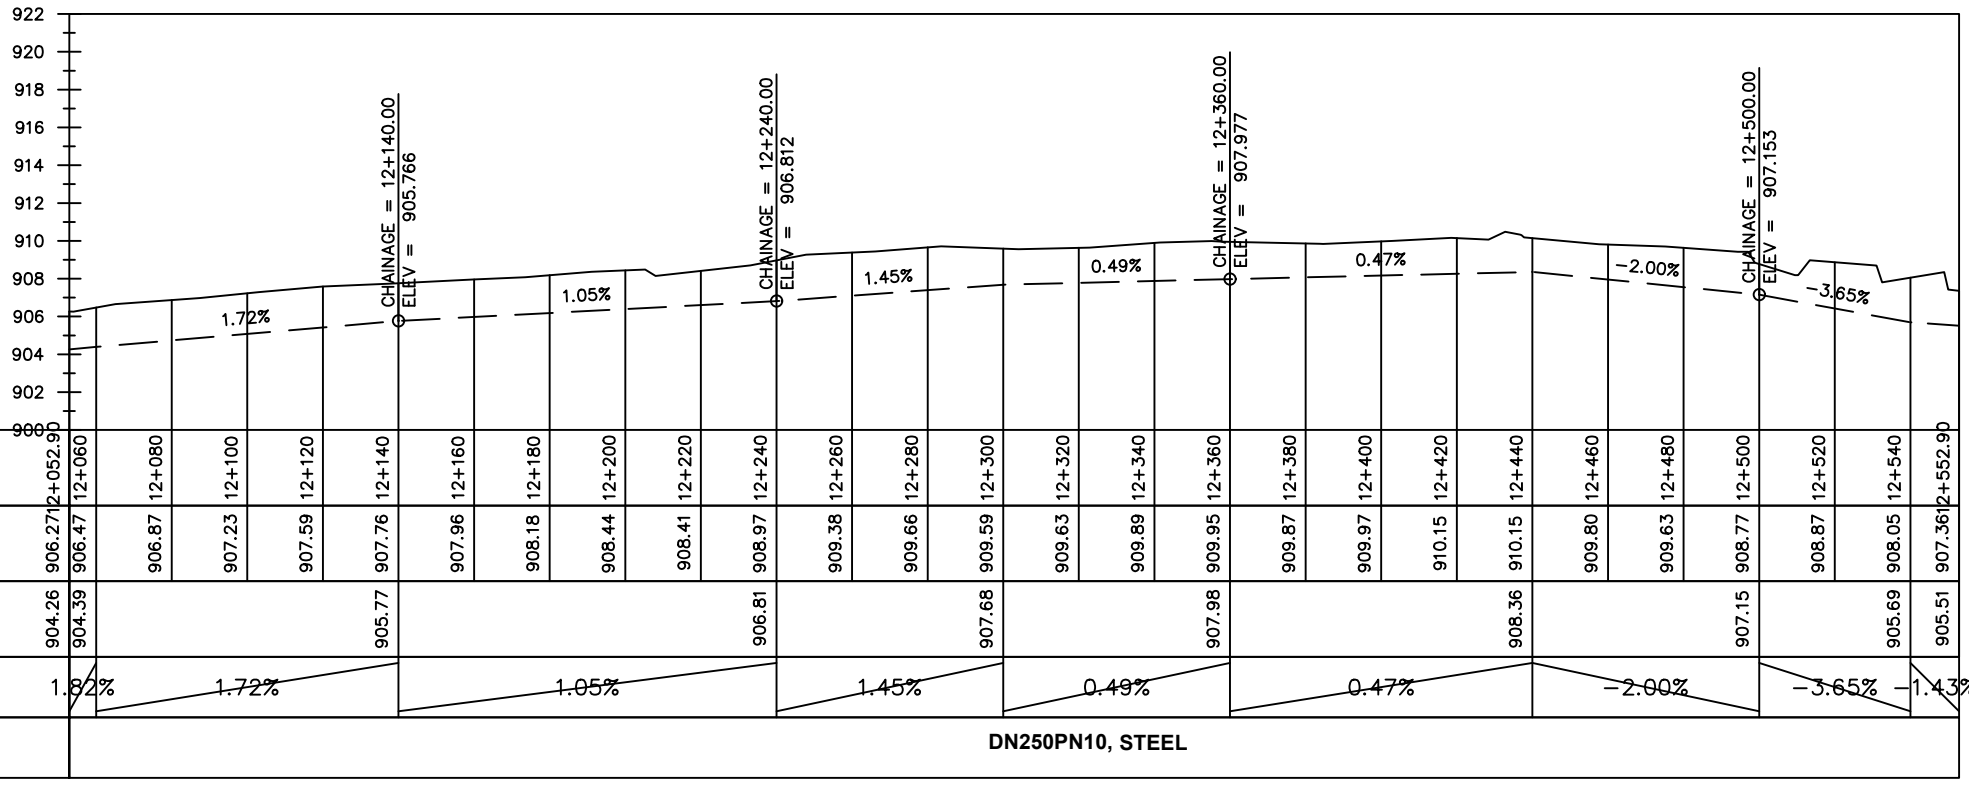 922
920
918
916
914
912
910
908
906
904
902
900
CHAINAGE = 12+140.00
ELEV = 905.766
CHAINAGE = 12+240.00
ELEV = 906.812
CHAINAGE = 12+360.00
ELEV = 907.977
CHAINAGE = 12+500.00
ELEV = 907.153
1.72%
1.05%
1.45%
0.49%
0.47%
-2.00%
-3.65%
12+052.90 12+060 12+080 12+100 12+120 12+140 12+160 12+180 12+200 12+220 12+240 12+260 12+280 12+300 12+320 12+340 12+360 12+380 12+400 12+420 12+440 12+460 12+480 12+500 12+520 12+540 12+552.90
906.27 906.47 906.87 907.23 907.59 907.76 907.96 908.18 908.44 908.41 908.97 909.38 909.66 909.59 909.63 909.89 909.95 909.87 909.97 910.15 910.15 909.80 909.63 908.77 908.87 908.05 907.36
904.26 904.39 905.77 906.81 907.68 907.98 908.36 907.15 905.69 905.51
1.82% 1.72% 1.05% 1.45% 0.49% 0.47% -2.00% -3.65% -1.43%
DN250PN10, STEEL